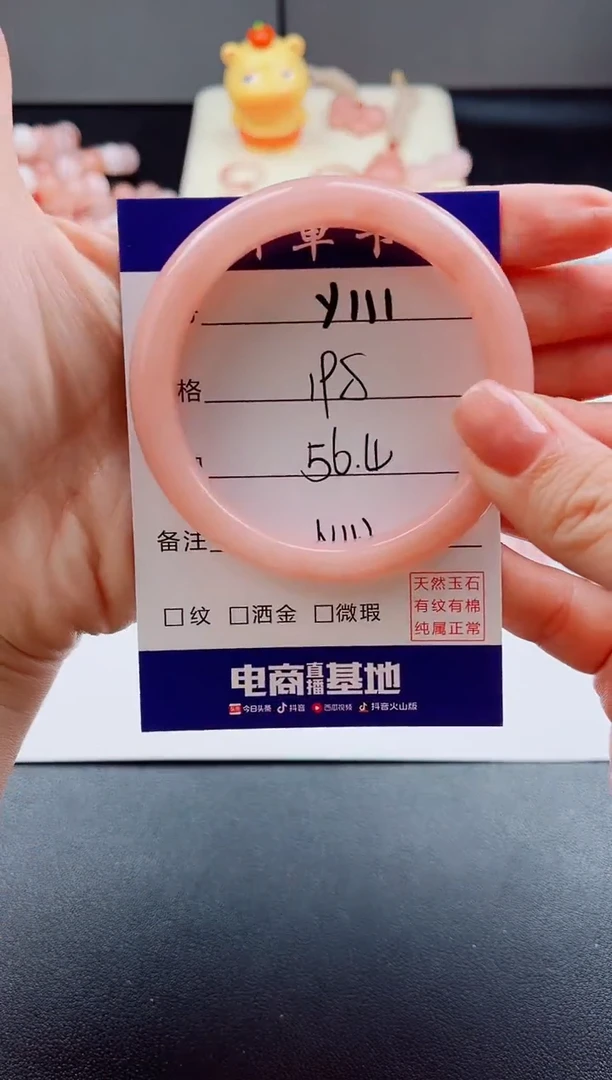 单
y111
格 1P8
56.4
备注
□纹 □洒金 □微瑕
天然玉石
有纹有棉
纯属正常
电商直播基地
今日头条 抖音 西瓜视频 抖音火山版